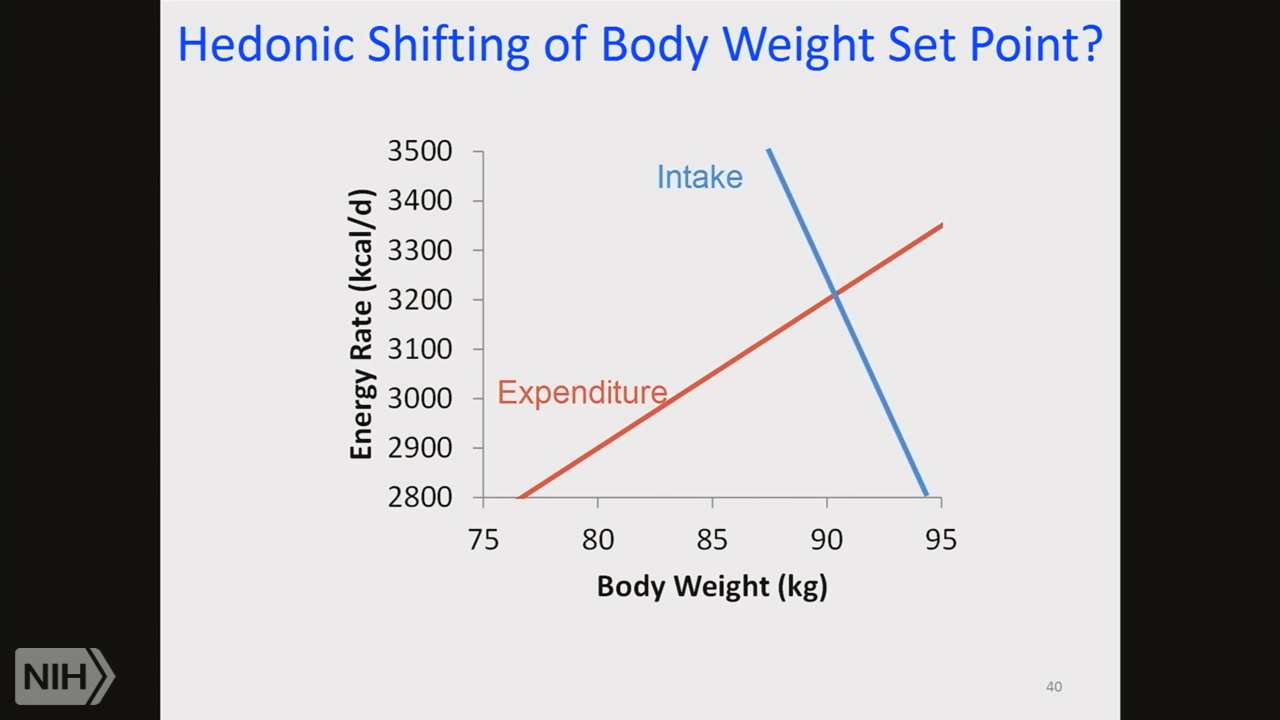 Hedonic Shifting of Body Weight Set Point?
3500
3400
3300
3200
3100
3000
2900
2800
Energy Rate (kcal/d)
Intake
Expenditure
75 80 85 90 95
Body Weight (kg)
NIH
40